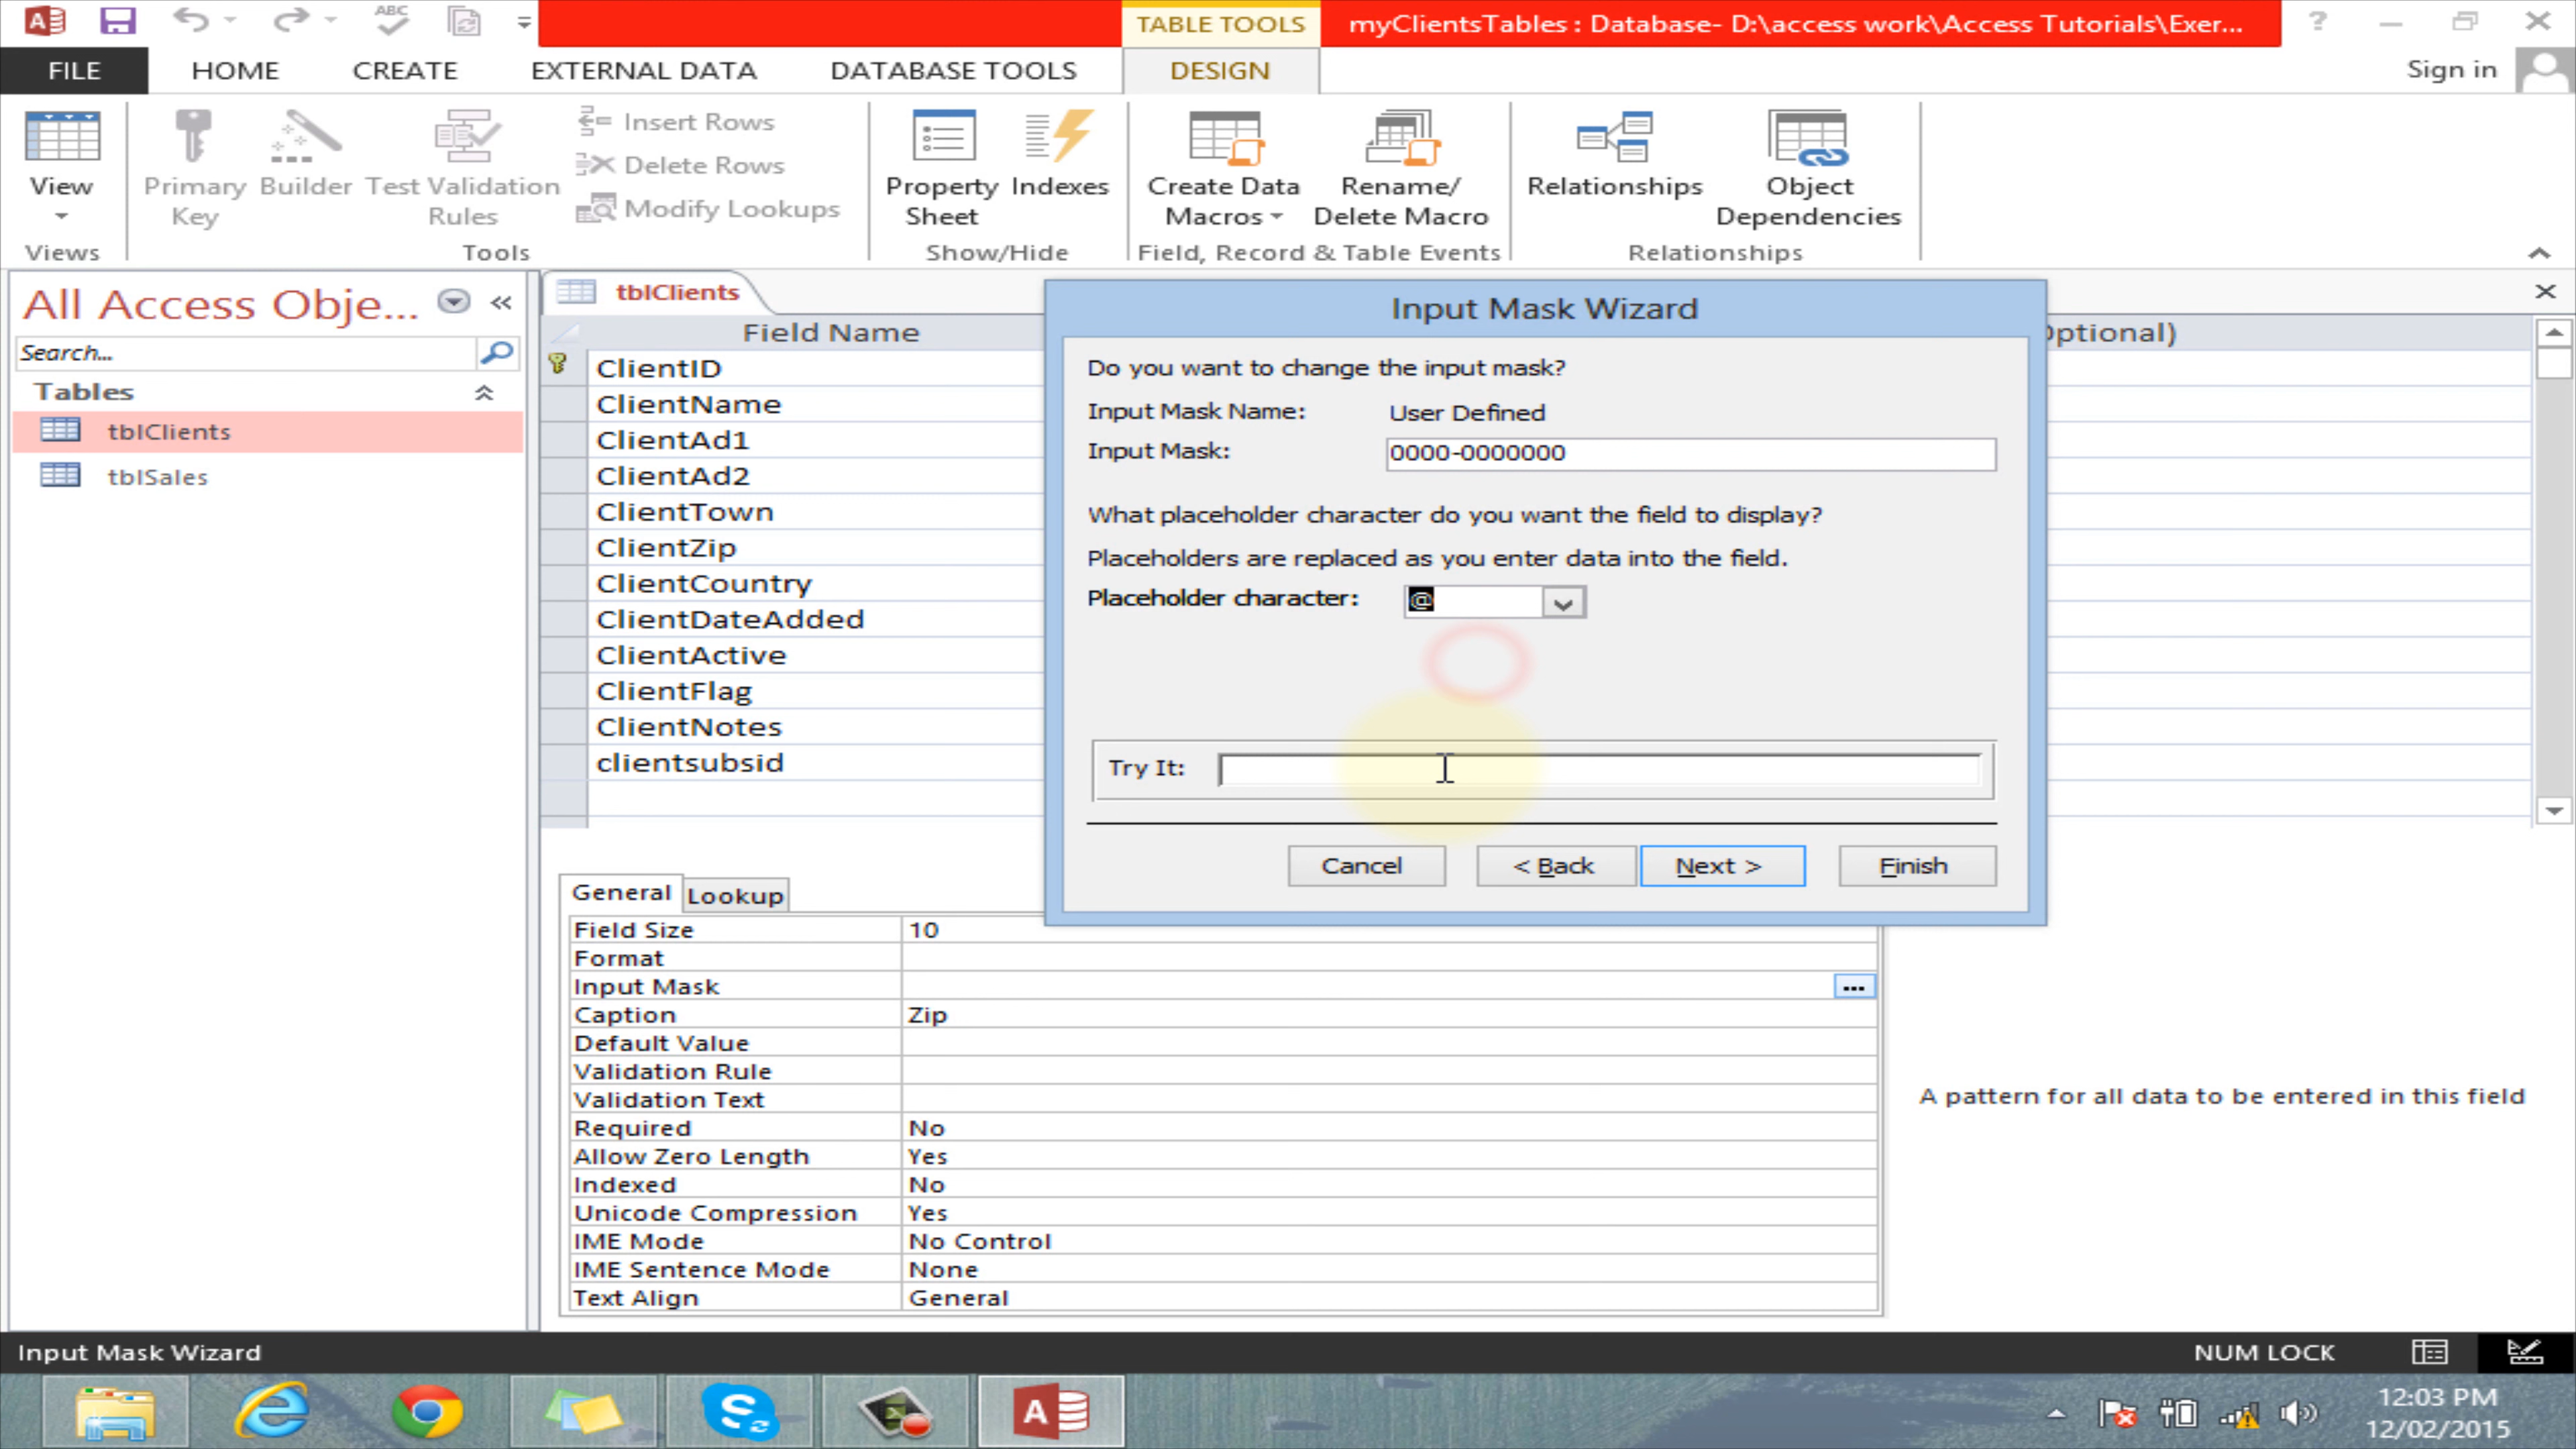 ABC
TABLE TOOLS
myClientsTables : Database- D:\access work\Access Tutorials\Exer...
FILE HOME CREATE EXTERNAL DATA DATABASE TOOLS DESIGN Sign in
View
Primary Key
Builder
Test Validation Rules
Insert Rows
Delete Rows
Modify Lookups
Property Sheet
Indexes
Create Data Macros
Rename/ Delete Macro
Relationships
Object Dependencies
Views Tools Show/Hide Field, Record & Table Events Relationships
All Access Obje...
Search...
Tables
tblClients
tblSales
tblClients
Field Name
ptional)
ClientID
ClientName
ClientAd1
ClientAd2
ClientTown
ClientZip
ClientCountry
ClientDateAdded
ClientActive
ClientFlag
ClientNotes
clientsubsid
Input Mask Wizard
Do you want to change the input mask?
Input Mask Name: User Defined
Input Mask: 0000-0000000
What placeholder character do you want the field to display?
Placeholders are replaced as you enter data into the field.
Placeholder character: @
Try It:
Cancel < Back Next > Finish
General Lookup
Field Size 10
Format
Input Mask ...
Caption Zip
Default Value
Validation Rule
Validation Text
Required No
Allow Zero Length Yes
Indexed No
Unicode Compression Yes
IME Mode No Control
IME Sentence Mode None
Text Align General
A pattern for all data to be entered in this field
Input Mask Wizard NUM LOCK
12:03 PM
12/02/2015